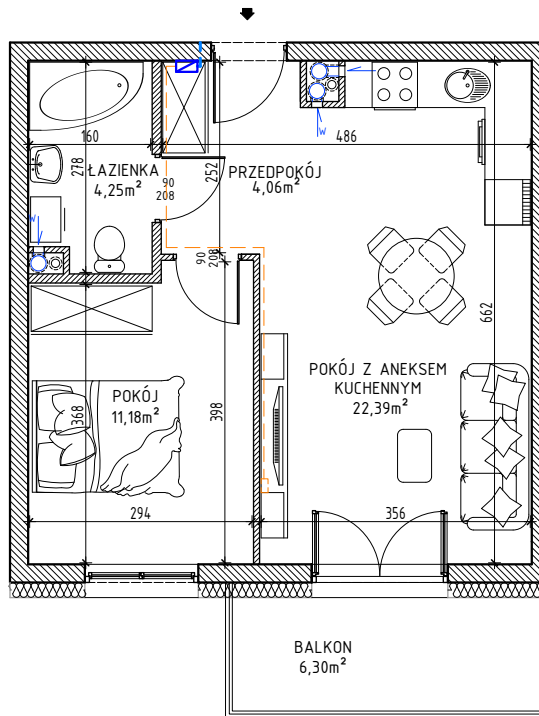 160
486
278
ŁAZIENKA
4,25m²
252
PRZEDPOKÓJ
4,06m²
90
208
W
W
90
208
662
POKÓJ Z ANEKSEM
KUCHENNYM
22,39m²
POKÓJ
11,18m²
368
398
294
356
BALKON
6,30m²